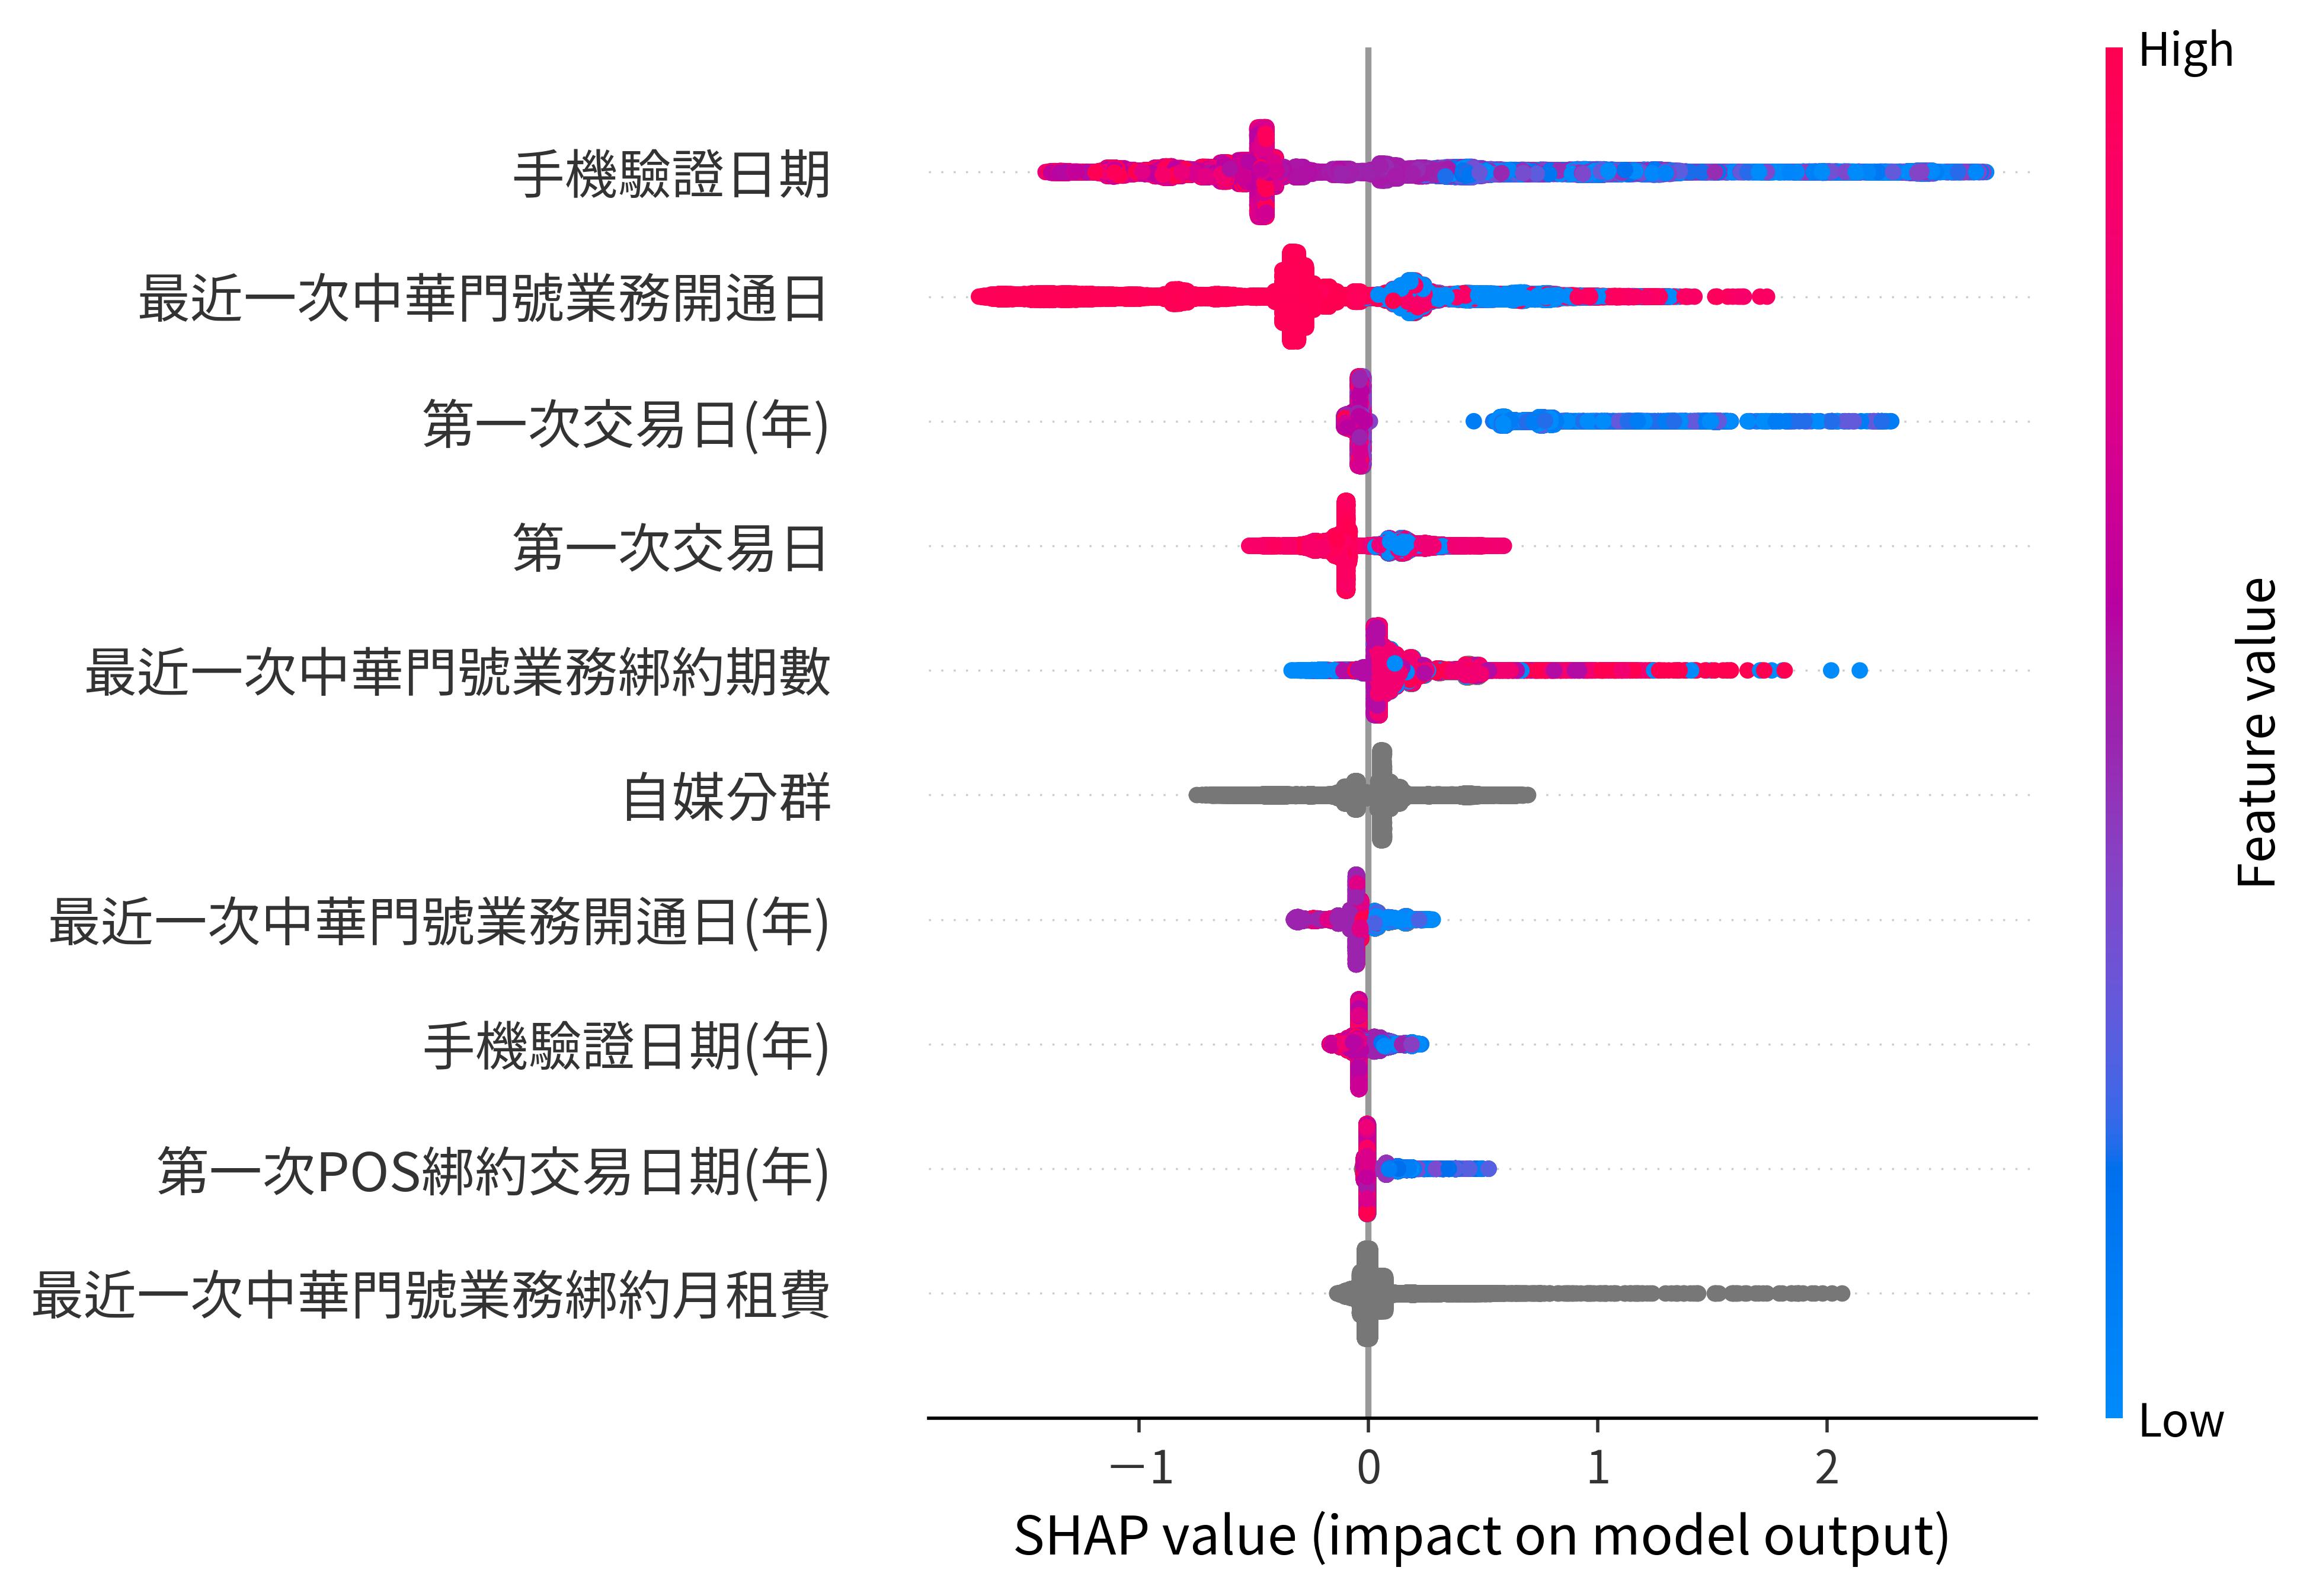 High
手機驗證日期
最近一次中華門號業務開通日
第一次交易日(年)
第一次交易日
最近一次中華門號業務綁約期數
自媒分群
最近一次中華門號業務開通日(年)
手機驗證日期(年)
第一次POS綁約交易日期(年)
最近一次中華門號業務綁約月租費
Feature value
Low
−1 0 1 2
SHAP value (impact on model output)